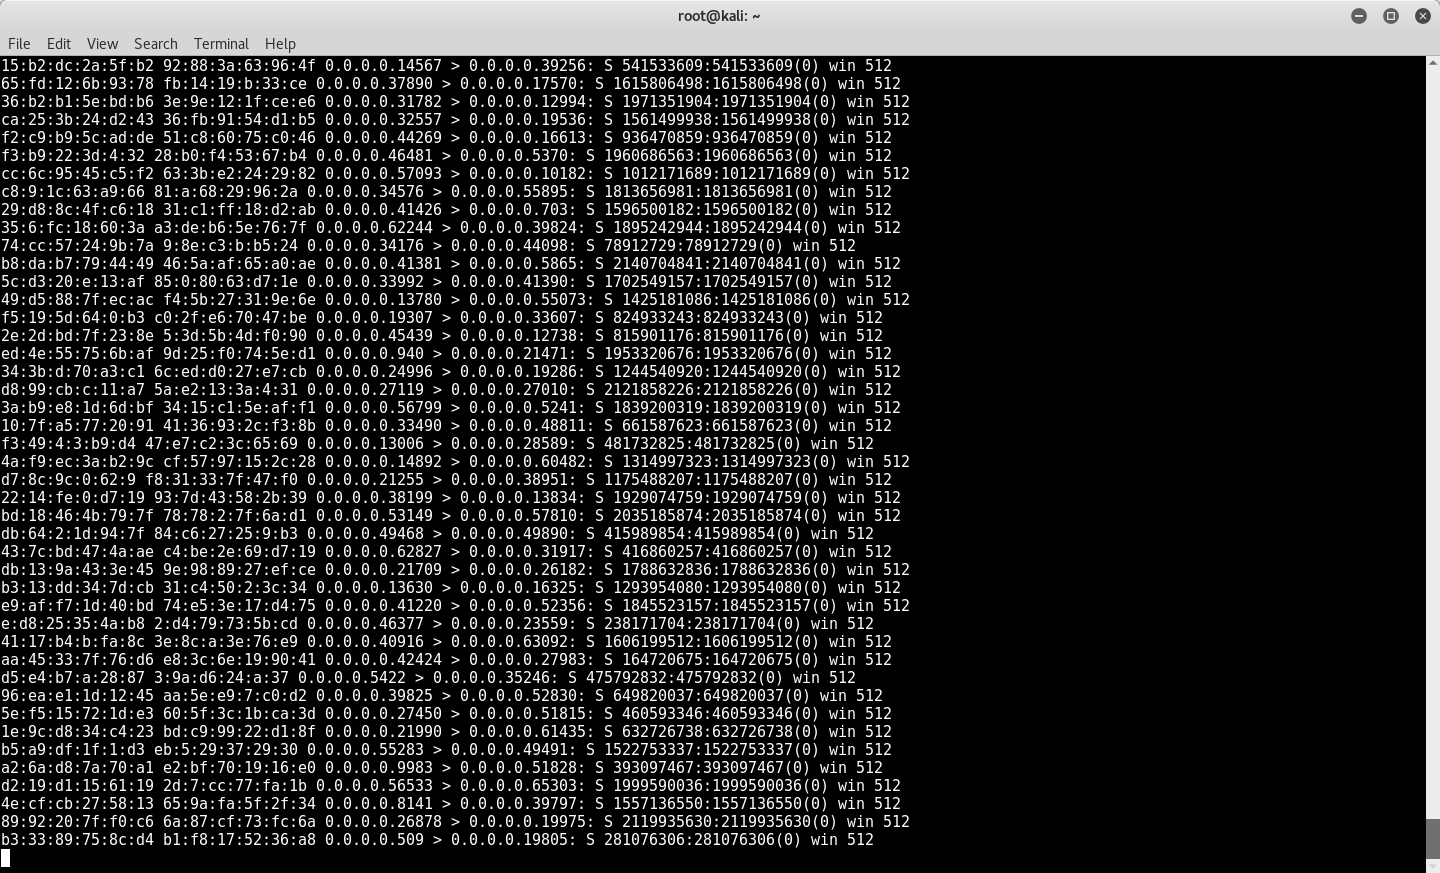 root@kali: ~
File Edit View Search Terminal Help
15:b2:dc:2a:5f:b2 92:88:3a:63:96:4f 0.0.0.0.14567 > 0.0.0.0.39256: S 541533609:541533609(0) win 512
65:fd:12:6b:93:78 fb:14:19:b:33:ce 0.0.0.0.37890 > 0.0.0.0.17570: S 1615806498:1615806498(0) win 512
36:b2:b1:5e:bd:b6 3e:9e:12:1f:ce:e6 0.0.0.0.31782 > 0.0.0.0.12994: S 1971351904:1971351904(0) win 512
ca:25:3b:24:d2:43 36:fb:91:54:d1:b5 0.0.0.0.32557 > 0.0.0.0.19536: S 1561499938:1561499938(0) win 512
f2:c9:b9:5c:ad:de 51:c8:60:75:c0:46 0.0.0.0.44269 > 0.0.0.0.16613: S 936470859:936470859(0) win 512
f3:b9:22:3d:4:32 28:b0:f4:53:67:b4 0.0.0.0.46481 > 0.0.0.0.5370: S 1960686563:1960686563(0) win 512
cc:6c:95:45:c5:f2 63:3b:e2:24:29:82 0.0.0.0.57093 > 0.0.0.0.10182: S 1012171689:1012171689(0) win 512
c8:9:1c:63:a9:66 81:a:68:29:96:2a 0.0.0.0.34576 > 0.0.0.0.55895: S 1813656981:1813656981(0) win 512
29:d8:8c:4f:c6:18 31:c1:ff:18:d2:ab 0.0.0.0.41426 > 0.0.0.0.703: S 1596500182:1596500182(0) win 512
35:6:fc:18:60:3a a3:de:b6:5e:76:7f 0.0.0.0.62244 > 0.0.0.0.39824: S 1895242944:1895242944(0) win 512
74:cc:57:24:9b:7a 9:8e:c3:b:b5:24 0.0.0.0.34176 > 0.0.0.0.44098: S 78912729:78912729(0) win 512
b8:da:b7:79:44:49 46:5a:af:65:a0:ae 0.0.0.0.41381 > 0.0.0.0.5865: S 2140704841:2140704841(0) win 512
5c:d3:20:e:13:af 85:0:80:63:d7:1e 0.0.0.0.33992 > 0.0.0.0.41390: S 1702549157:1702549157(0) win 512
49:d5:88:7f:ec:ac f4:5b:27:31:9e:6e 0.0.0.0.13780 > 0.0.0.0.55073: S 1425181086:1425181086(0) win 512
f5:19:5d:64:0:b3 c0:2f:e6:70:47:be 0.0.0.0.19307 > 0.0.0.0.33607: S 824933243:824933243(0) win 512
2e:2d:bd:7f:23:8e 5:3d:5b:4d:f0:90 0.0.0.0.45439 > 0.0.0.0.12738: S 815901176:815901176(0) win 512
ed:4e:55:75:6b:af 9d:25:f0:74:5e:d1 0.0.0.0.940 > 0.0.0.0.21471: S 1953320676:1953320676(0) win 512
34:3b:d:70:a3:c1 6c:ed:d0:27:e7:cb 0.0.0.0.24996 > 0.0.0.0.19286: S 1244540920:1244540920(0) win 512
d8:99:cb:c:11:a7 5a:e2:13:3a:4:31 0.0.0.0.27119 > 0.0.0.0.27010: S 2121858226:2121858226(0) win 512
3a:b9:e8:1d:6d:bf 34:15:c1:5e:af:f1 0.0.0.0.56799 > 0.0.0.0.5241: S 1839200319:1839200319(0) win 512
10:7f:a5:77:20:91 41:36:93:2c:f3:8b 0.0.0.0.33490 > 0.0.0.0.48811: S 661587623:661587623(0) win 512
f3:49:4:3:b9:d4 47:e7:c2:3c:65:69 0.0.0.0.13006 > 0.0.0.0.28589: S 481732825:481732825(0) win 512
4a:f9:ec:3a:b2:9c cf:57:97:15:2c:28 0.0.0.0.14892 > 0.0.0.0.60482: S 1314997323:1314997323(0) win 512
d7:8c:9c:0:62:9 f8:31:33:7f:47:f0 0.0.0.0.21255 > 0.0.0.0.38951: S 1175488207:1175488207(0) win 512
22:14:fe:0:d7:19 93:7d:43:58:2b:39 0.0.0.0.38199 > 0.0.0.0.13834: S 1929074759:1929074759(0) win 512
bd:18:46:4b:79:7f 78:78:2:7f:6a:d1 0.0.0.0.53149 > 0.0.0.0.57810: S 2035185874:2035185874(0) win 512
db:64:2:1d:94:7f 84:c6:27:25:9:b3 0.0.0.0.49468 > 0.0.0.0.49890: S 415989854:415989854(0) win 512
43:7c:bd:47:4a:ae c4:be:2e:69:d7:19 0.0.0.0.62827 > 0.0.0.0.31917: S 416860257:416860257(0) win 512
db:13:9a:43:3e:45 9e:98:89:27:ef:ce 0.0.0.0.21709 > 0.0.0.0.26182: S 1788632836:1788632836(0) win 512
b3:13:dd:34:7d:cb 31:c4:50:2:3c:34 0.0.0.0.13630 > 0.0.0.0.16325: S 1293954080:1293954080(0) win 512
e9:af:f7:1d:40:bd 74:e5:3e:17:d4:75 0.0.0.0.41220 > 0.0.0.0.52356: S 1845523157:1845523157(0) win 512
e:d8:25:35:4a:b8 2:d4:79:73:5b:cd 0.0.0.0.46377 > 0.0.0.0.23559: S 238171704:238171704(0) win 512
41:17:b4:b:fa:8c 3e:8c:a:3e:76:e9 0.0.0.0.40916 > 0.0.0.0.63092: S 1606199512:1606199512(0) win 512
aa:45:33:7f:76:d6 e8:3c:6e:19:90:41 0.0.0.0.42424 > 0.0.0.0.27983: S 164720675:164720675(0) win 512
d5:e4:b7:a:28:87 3:9a:d6:24:a:37 0.0.0.0.5422 > 0.0.0.0.35246: S 475792832:475792832(0) win 512
96:ea:e1:1d:12:45 aa:5e:e9:7:c0:d2 0.0.0.0.39825 > 0.0.0.0.52830: S 649820037:649820037(0) win 512
5e:f5:15:72:1d:e3 60:5f:3c:1b:ca:3d 0.0.0.0.27450 > 0.0.0.0.51815: S 460593346:460593346(0) win 512
1e:9c:d8:34:c4:23 bd:c9:99:22:d1:8f 0.0.0.0.21990 > 0.0.0.0.61435: S 632726738:632726738(0) win 512
b5:a9:df:1f:1:d3 eb:5:29:37:29:30 0.0.0.0.55283 > 0.0.0.0.49491: S 1522753337:1522753337(0) win 512
a2:6a:d8:7a:70:a1 e2:bf:70:19:16:e0 0.0.0.0.9983 > 0.0.0.0.51828: S 393097467:393097467(0) win 512
d2:19:d1:15:61:19 2d:7:cc:77:fa:1b 0.0.0.0.56533 > 0.0.0.0.65303: S 1999590036:1999590036(0) win 512
4e:cf:cb:27:58:13 65:9a:fa:5f:2f:34 0.0.0.0.8141 > 0.0.0.0.39797: S 1557136550:1557136550(0) win 512
89:92:20:7f:f0:c6 6a:87:cf:73:fc:6a 0.0.0.0.26878 > 0.0.0.0.19975: S 2119935630:2119935630(0) win 512
b3:33:89:75:8c:d4 b1:f8:17:52:36:a8 0.0.0.0.509 > 0.0.0.0.19805: S 281076306:281076306(0) win 512